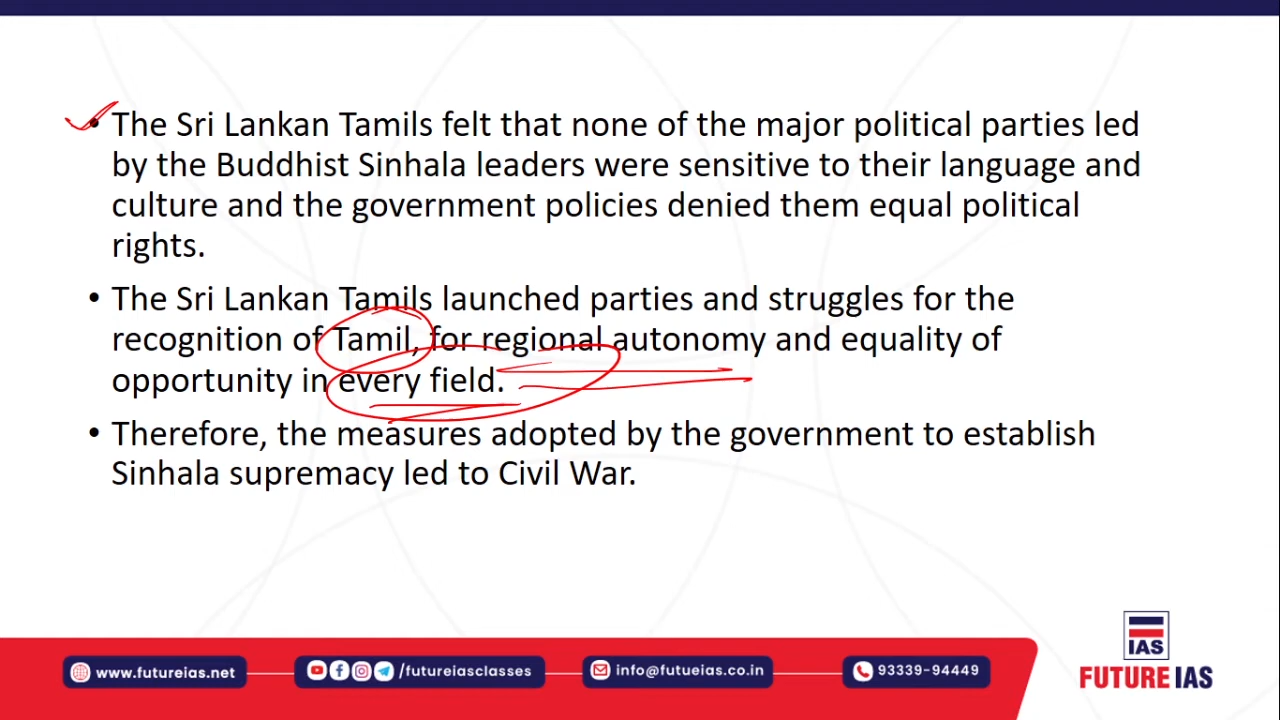 • The Sri Lankan Tamils felt that none of the major political parties led
by the Buddhist Sinhala leaders were sensitive to their language and
culture and the government policies denied them equal political
rights.
• The Sri Lankan Tamils launched parties and struggles for the
recognition of Tamil, for regional autonomy and equality of
opportunity in every field.
• Therefore, the measures adopted by the government to establish
Sinhala supremacy led to Civil War.
IAS
FUTURE IAS
www.futureias.net
/futureiasclasses
info@futueias.co.in
93339-94449